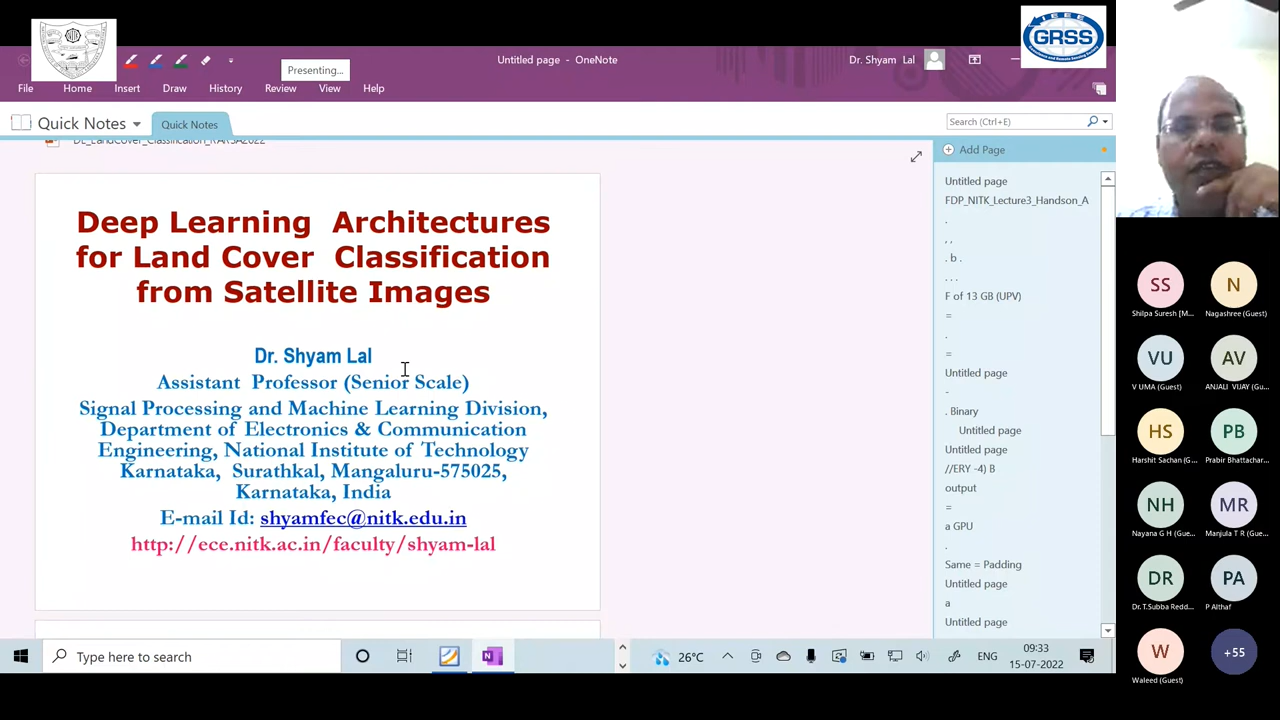 IEEE
GRSS
Presenting...
Untitled page - OneNote
Dr. Shyam Lal
File Home Insert Draw History Review View Help
Quick Notes
Quick Notes
Search (Ctrl+E)
DL_LandCover_Classification_RARSA2022
Deep Learning Architectures
for Land Cover Classification
from Satellite Images
Dr. Shyam Lal
Assistant Professor (Senior Scale)
Signal Processing and Machine Learning Division,
Department of Electronics & Communication
Engineering, National Institute of Technology
Karnataka, Surathkal, Mangaluru-575025,
Karnataka, India
E-mail Id: shyamfec@nitk.edu.in
http://ece.nitk.ac.in/faculty/shyam-lal
Add Page
Untitled page
FDP_NITK_Lecture3_Handson_A
.
, ,
. b .
. . .
F of 13 GB (UPV)
=
.
=
Untitled page
-
. Binary
Untitled page
Untitled page
//ERY -4) B
output
=
a GPU
.
Same = Padding
Untitled page
a
Untitled page
SS
Shilpa Suresh [M...
N
Nagashree (Guest)
VU
V UMA (Guest)
AV
ANJALI VIJAY (Gu...
HS
Harshit Sachan (G...
PB
Prabir Bhattachar...
NH
Nayana G H (Gue...
MR
Manjula T R (Gue...
DR
Dr. T.Subba Redd...
PA
P Althaf
W
Waleed (Guest)
+55
Type here to search
26°C
ENG
09:33
15-07-2022